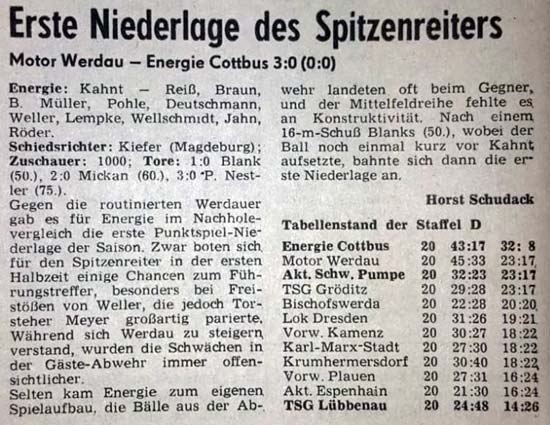 Erste Niederlage des Spitzenreiters
Motor Werdau — Energie Cottbus 3:0 (0:0)
Energie: Kahnt — Reiß, Braun,
B. Müller, Pohle, Deutschmann,
Weller, Lempke, Wellschmidt, Jahn,
Röder.
Schiedsrichter: Kiefer (Magdeburg);
Zuschauer: 1000; Tore: 1:0 Blank
(50.), 2:0 Mickan (60.), 3:0 P. Nest-
ler (75.).
Gegen die routinierten Werdauer
gab es für Energie im Nachhole-
vergleich die erste Punktspiel-Nie-
derlage der Saison. Zwar boten sich
für den Spitzenreiter in der ersten
Halbzeit einige Chancen zum Füh-
rungstreffer, besonders bei Frei-
stößen von Weller, die jedoch Tor-
steher Meyer großartig parierte.
Während sich Werdau zu steigern
verstand, wurden die Schwächen in
der Gäste-Abwehr immer offen-
sichtlicher.
Selten kam Energie zum eigenen
Spielaufbau, die Bälle aus der Ab-
wehr landeten oft beim Gegner,
und der Mittelfeldreihe fehlte es
an Konstruktivität. Nach einem
16-m-Schuß Blanks (50.), wobei der
Ball noch einmal kurz vor Kahnt
aufsetzte, bahnte sich dann die er-
ste Niederlage an.
Horst Schudack
Tabellenstand der Staffel D
Energie Cottbus 20 43:17 32: 8
Motor Werdau 20 45:33 23:17
Akt. Schw. Pumpe 20 32:23 23:17
TSG Gröditz 20 29:28 23:17
Bischofswerda 20 22:28 20:20
Lok Dresden 20 31:26 19:21
Vorw. Kamenz 20 30:27 18:22
Karl-Marx-Stadt 20 27:30 18:22
Krumhermersdorf 20 30:40 18:22
Vorw. Plauen 20 27:31 16:24
Akt. Espenhain 20 21:30 16:24
TSG Lübbenau 20 24:48 14:26